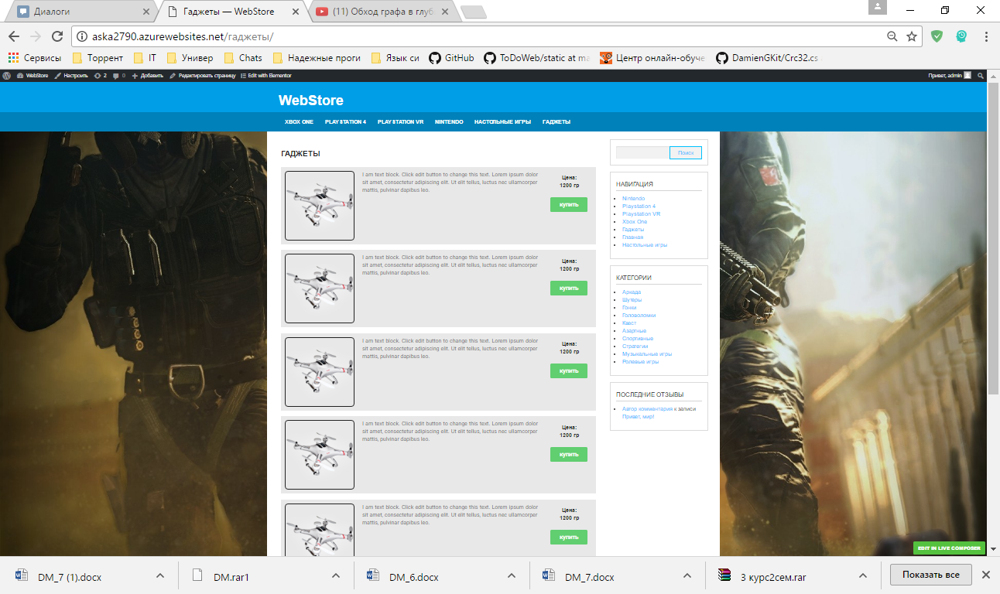 Диалоги
Гаджеты — WebStore
(11) Обход графа в глуб
aska2790.azurewebsites.net/гаджеты/
Сервисы
Торрент
IT
Универ
Chats
Надежные проги
Язык си
GitHub
ToDoWeb/static at ma
Центр онлайн-обуче
DamienGKit/Crc32.cs
WebStore
Настроить
2
0
Добавить
Редактировать страницу
Edit with Elementor
Привет, admin
WebStore
XBOX ONE
PLAYSTATION 4
PLAYSTATION VR
NINTENDO
НАСТОЛЬНЫЕ ИГРЫ
ГАДЖЕТЫ
ГАДЖЕТЫ
I am text block. Click edit button to change this text. Lorem ipsum dolor
sit amet, consectetur adipiscing elit. Ut elit tellus, luctus nec ullamcorper
mattis, pulvinar dapibus leo.
Цена:
1200 гр
купить
I am text block. Click edit button to change this text. Lorem ipsum dolor
sit amet, consectetur adipiscing elit. Ut elit tellus, luctus nec ullamcorper
mattis, pulvinar dapibus leo.
Цена:
1200 гр
купить
I am text block. Click edit button to change this text. Lorem ipsum dolor
sit amet, consectetur adipiscing elit. Ut elit tellus, luctus nec ullamcorper
mattis, pulvinar dapibus leo.
Цена:
1200 гр
купить
I am text block. Click edit button to change this text. Lorem ipsum dolor
sit amet, consectetur adipiscing elit. Ut elit tellus, luctus nec ullamcorper
mattis, pulvinar dapibus leo.
Цена:
1200 гр
купить
I am text block. Click edit button to change this text. Lorem ipsum dolor
sit amet, consectetur adipiscing elit. Ut elit tellus, luctus nec ullamcorper
mattis, pulvinar dapibus leo.
Цена:
1200 гр
купить
Поиск
НАВИГАЦИЯ
Nintendo
Playstation 4
Playstation VR
Xbox One
Гаджеты
Главная
Настольные игры
КАТЕГОРИИ
Аркада
Шутеры
Гонки
Головоломки
Квест
Азартные
Спортивные
Стратегии
Музыкальные игры
Ролевые игры
ПОСЛЕДНИЕ ОТЗЫВЫ
Автор комментария к записи
Привет, мир!
EDIT IN LIVE COMPOSER
DM_7 (1).docx
DM.rar1
DM_6.docx
DM_7.docx
3 курс2сем.rar
Показать все